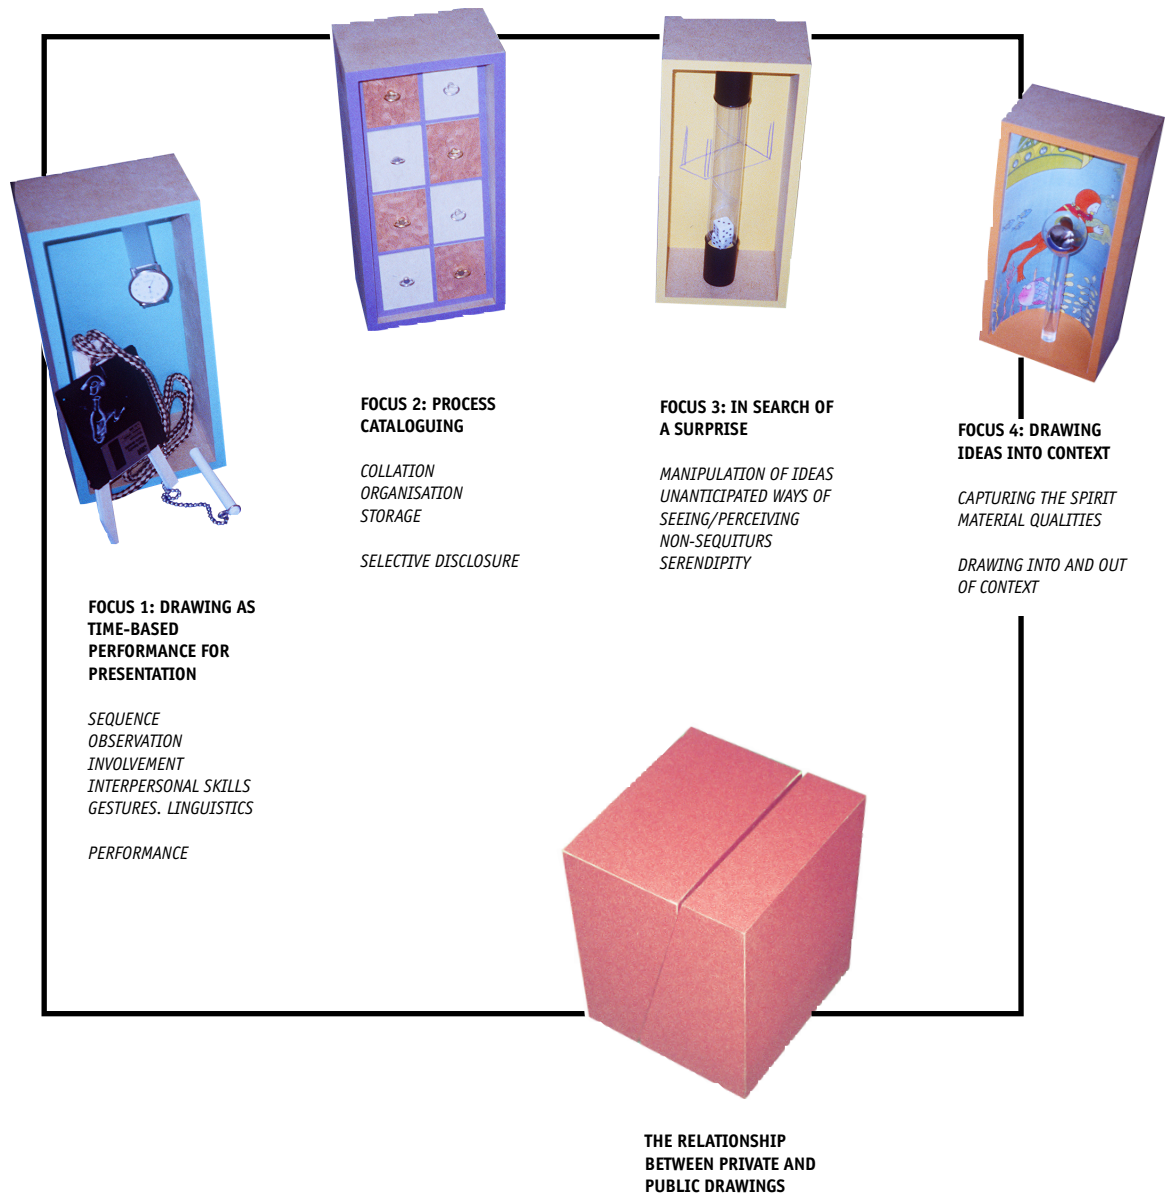 FOCUS 1: DRAWING AS
TIME-BASED
PERFORMANCE FOR
PRESENTATION
SEQUENCE
OBSERVATION
INVOLVEMENT
INTERPERSONAL SKILLS
GESTURES. LINGUISTICS
PERFORMANCE
FOCUS 2: PROCESS
CATALOGUING
COLLATION
ORGANISATION
STORAGE
SELECTIVE DISCLOSURE
FOCUS 3: IN SEARCH OF
A SURPRISE
MANIPULATION OF IDEAS
UNANTICIPATED WAYS OF
SEEING/PERCEIVING
NON-SEQUITURS
SERENDIPITY
FOCUS 4: DRAWING
IDEAS INTO CONTEXT
CAPTURING THE SPIRIT
MATERIAL QUALITIES
DRAWING INTO AND OUT
OF CONTEXT
THE RELATIONSHIP
BETWEEN PRIVATE AND
PUBLIC DRAWINGS